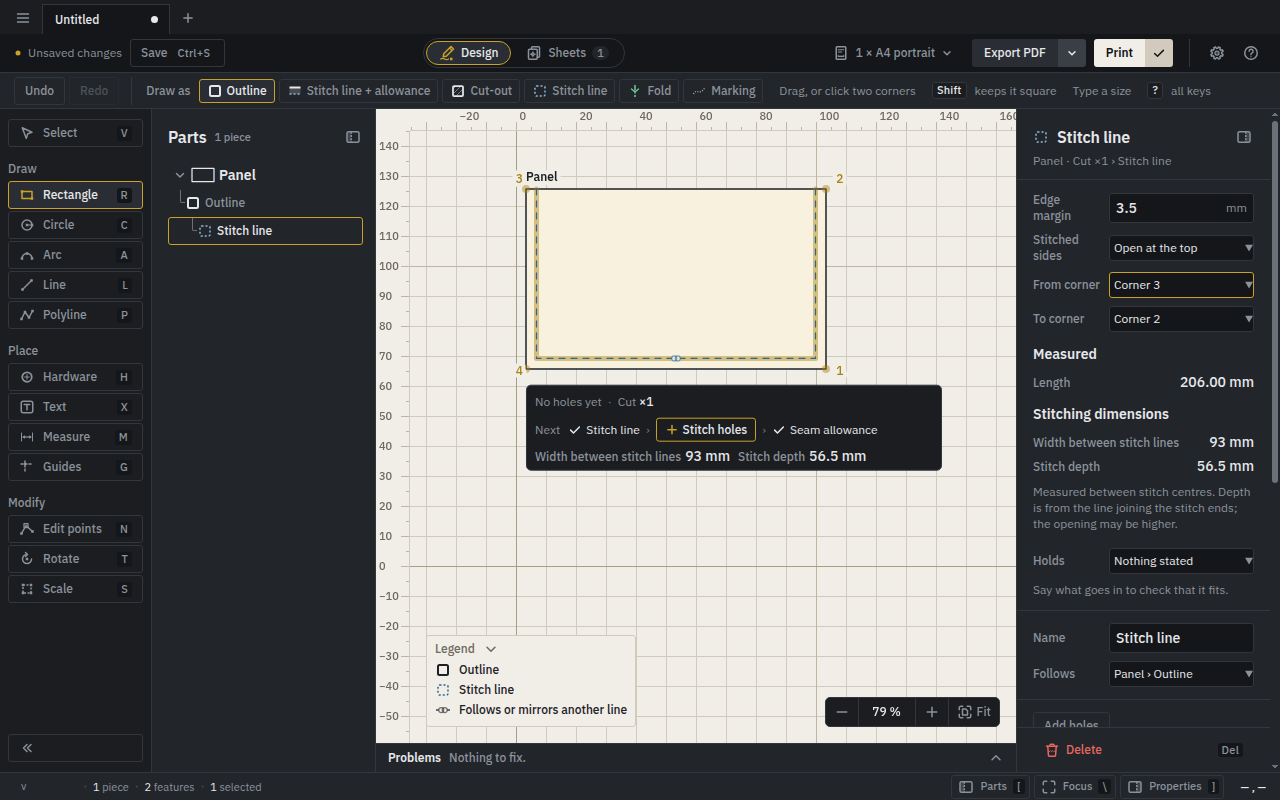 Untitled
Unsaved changes Save Ctrl+S Design Sheets 1 1 × A4 portrait Export PDF Print
Undo Redo Draw as Outline Stitch line + allowance Cut-out Stitch line Fold Marking Drag, or click two corners Shift keeps it square Type a size ? all keys
Select V
Draw
Rectangle R
Circle C
Arc A
Line L
Polyline P
Place
Hardware H
Text X
Measure M
Guides G
Modify
Edit points N
Rotate T
Scale S
Parts 1 piece
Panel
Outline
Stitch line
−20 0 20 40 60 80 100 120 140 160
140
130
120
110
100
90
80
70
60
50
40
30
20
10
0
−10
−20
−30
−40
−50
3 Panel 2
4 1
No holes yet · Cut ×1
Next Stitch line › Stitch holes › Seam allowance
Width between stitch lines 93 mm Stitch depth 56.5 mm
Legend
Outline
Stitch line
Follows or mirrors another line
79 % Fit
Problems Nothing to fix.
Stitch line
Panel · Cut ×1 › Stitch line
Edge margin 3.5 mm
Stitched sides Open at the top
From corner Corner 3
To corner Corner 2
Measured
Length 206.00 mm
Stitching dimensions
Width between stitch lines 93 mm
Stitch depth 56.5 mm
Measured between stitch centres. Depth
is from the line joining the stitch ends;
the opening may be higher.
Holds Nothing stated
Say what goes in to check that it fits.
Name Stitch line
Follows Panel › Outline
Add holes
Delete Del
v · 1 piece · 2 features · 1 selected Parts [ Focus \ Properties ] –,–